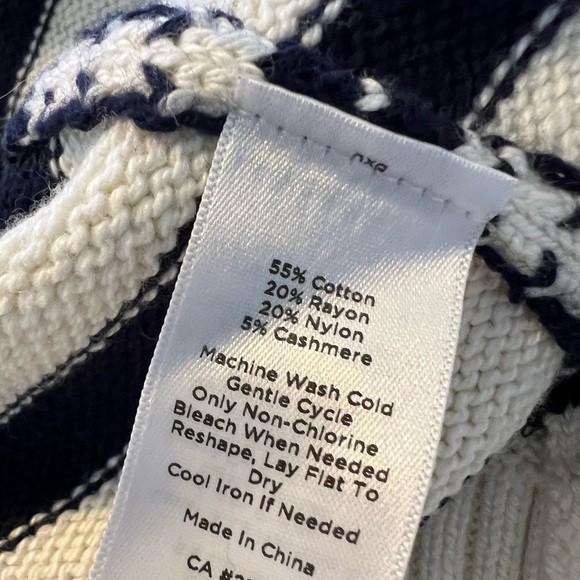 55% Cotton
20% Rayon
20% Nylon
5% Cashmere
Machine Wash Cold
Gentle Cycle
Only Non-Chlorine
Bleach When Needed
Reshape, Lay Flat To
Dry
Cool Iron If Needed
Made In China
CA